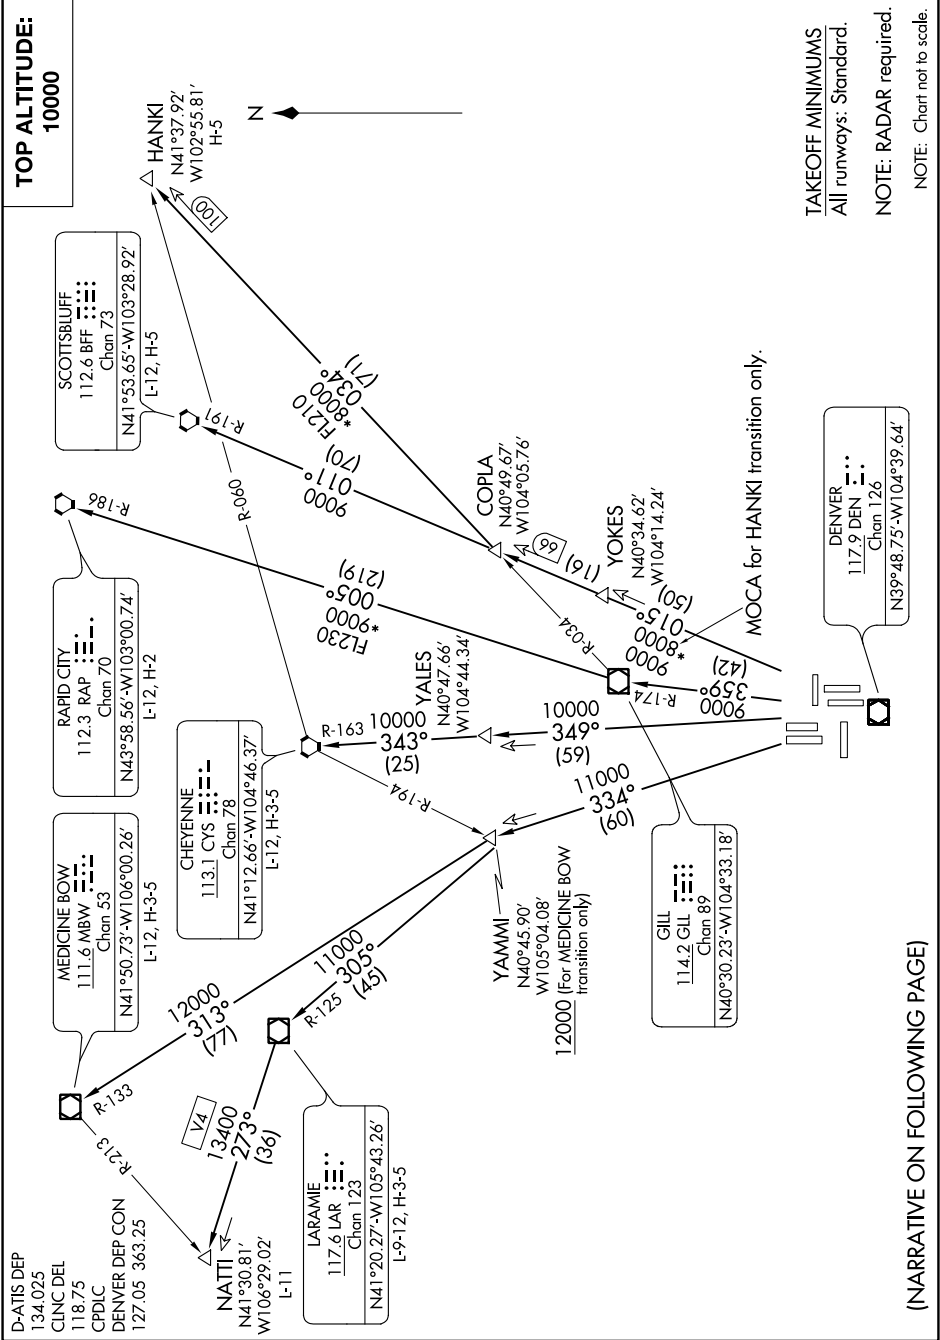 TOP ALTITUDE:
10000
D-ATIS DEP
134.025
CLNC DEL
118.75
CPDLC
DENVER DEP CON
127.05 363.25
MEDICINE BOW
111.6 MBW
Chan 53
N41°50.73'-W106°00.26'
L-12, H-3-5
RAPID CITY
112.3 RAP
Chan 70
N43°58.56'-W103°00.74'
L-12, H-2
SCOTTSBLUFF
112.6 BFF
Chan 73
N41°53.65'-W103°28.92'
L-12, H-5
HANKI
N41°37.92'
W102°55.81'
H-5
N
CHEYENNE
113.1 CYS
Chan 78
N41°12.66'-W104°46.37'
L-12, H-3-5
R-133
R-213
R-186
R-191
R-060
100
NATTI
N41°30.81'
W106°29.02'
L-11
V4
13400
273°
(36)
12000
313°
(77)
LARAMIE
117.6 LAR
Chan 123
N41°20.27'-W105°43.26'
L-9-12, H-3-5
R-125
11000
305°
(45)
R-163
R-194
10000
343°
(25)
YALES
N40°47.66'
W104°44.34'
FL230
*9000
005°
(219)
9000
011°
(70)
FL210
*8000
034°
(71)
COPLA
N40°49.67'
W104°05.76'
66
(16)
YOKES
N40°34.62'
W104°14.24'
R-034
YAMMI
N40°45.90'
W105°04.08'
12000 (For MEDICINE BOW
transition only)
11000
334°
(60)
10000
349°
(59)
R-174
9000
359°
(42)
9000
*8000
015°
(50)
MOCA for HANKI transition only.
GILL
114.2 GLL
Chan 89
N40°30.23'-W104°33.18'
DENVER
117.9 DEN
Chan 126
N39°48.75'-W104°39.64'
TAKEOFF MINIMUMS
All runways: Standard.
NOTE: RADAR required.
NOTE: Chart not to scale.
(NARRATIVE ON FOLLOWING PAGE)